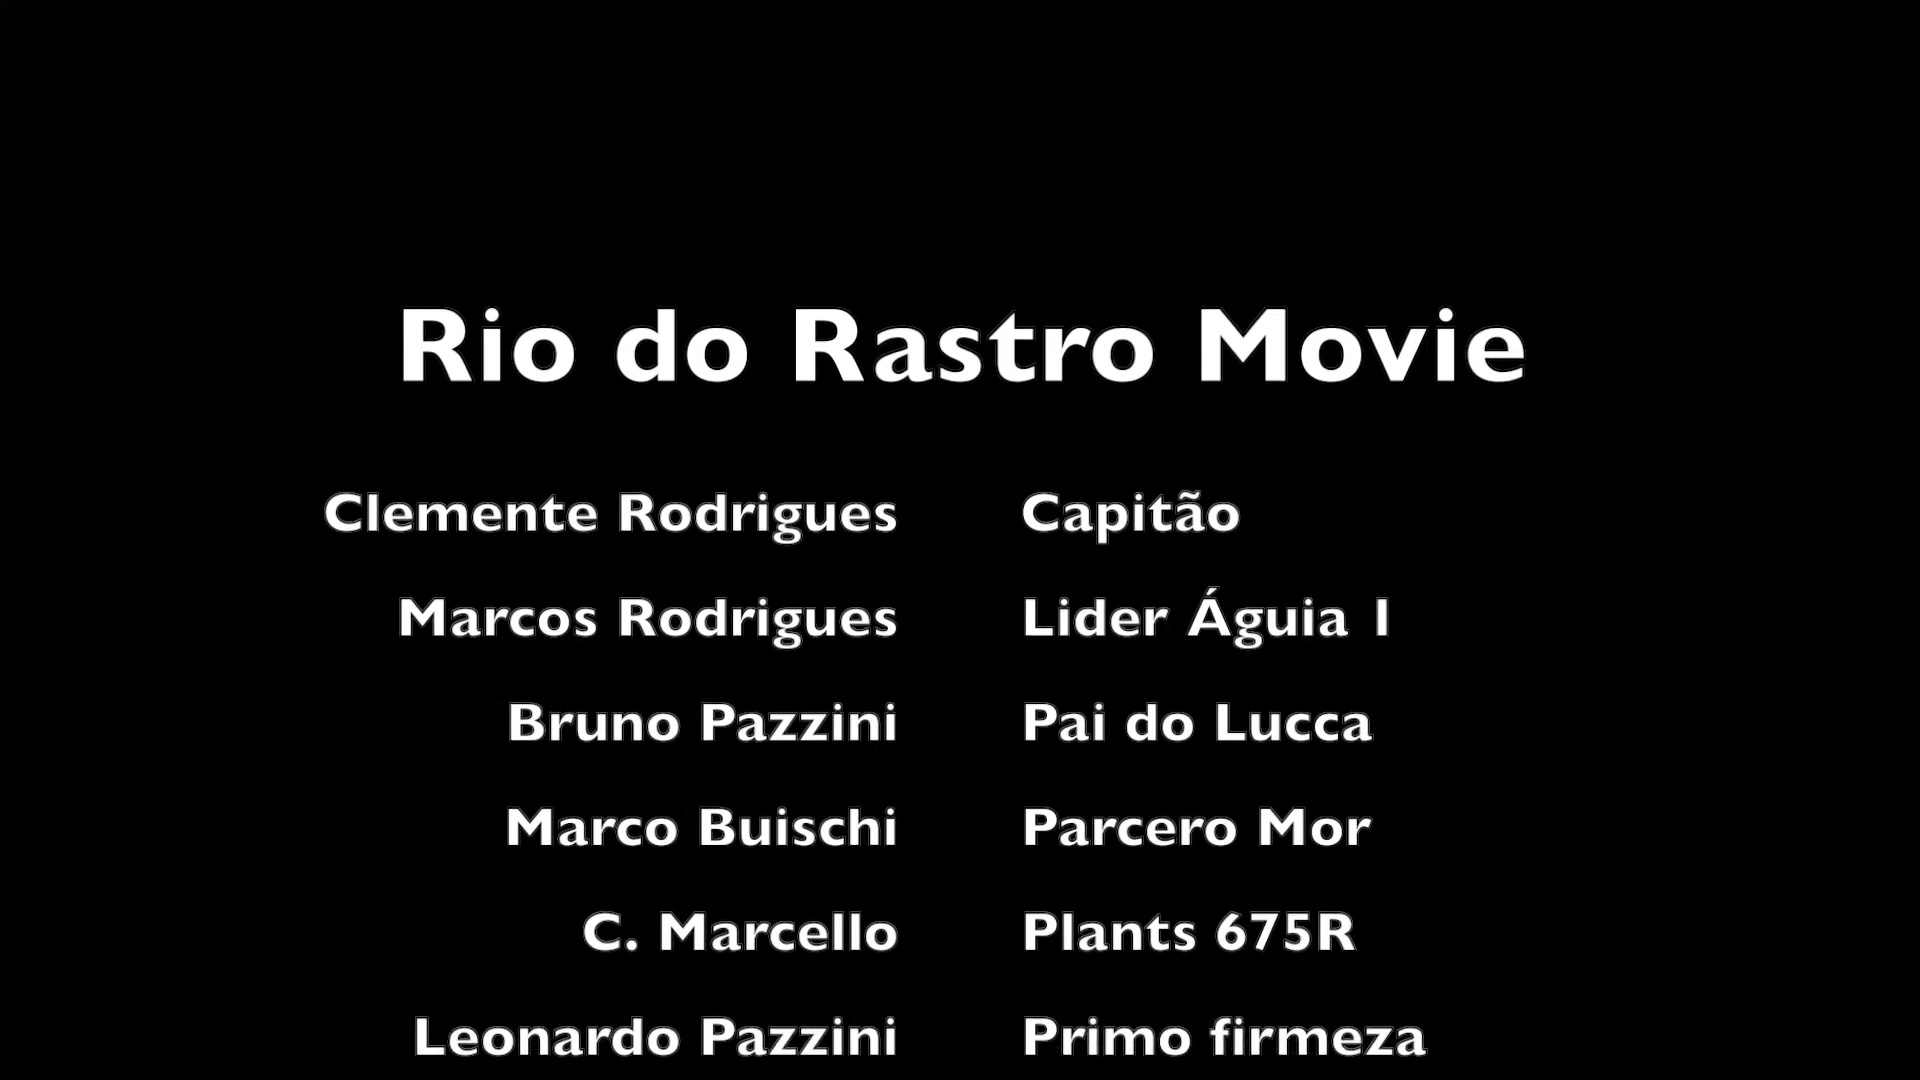 Rio do Rastro Movie
Clemente Rodrigues Capitão
Marcos Rodrigues Lider Águia 1
Bruno Pazzini Pai do Lucca
Marco Buischi Parcero Mor
C. Marcello Plants 675R
Leonardo Pazzini Primo firmeza